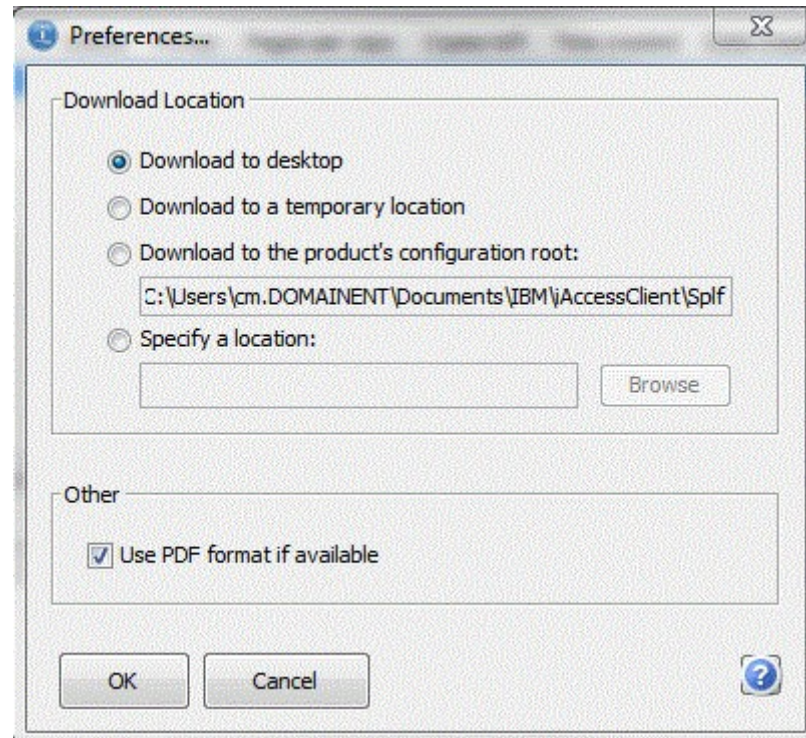 Preferences...
Download Location
Download to desktop
Download to a temporary location
Download to the product's configuration root:
C:\Users\cm.DOMAINENT\Documents\IBM\iAccessClient\Splf
Specify a location:
Browse
Other
Use PDF format if available
OK Cancel